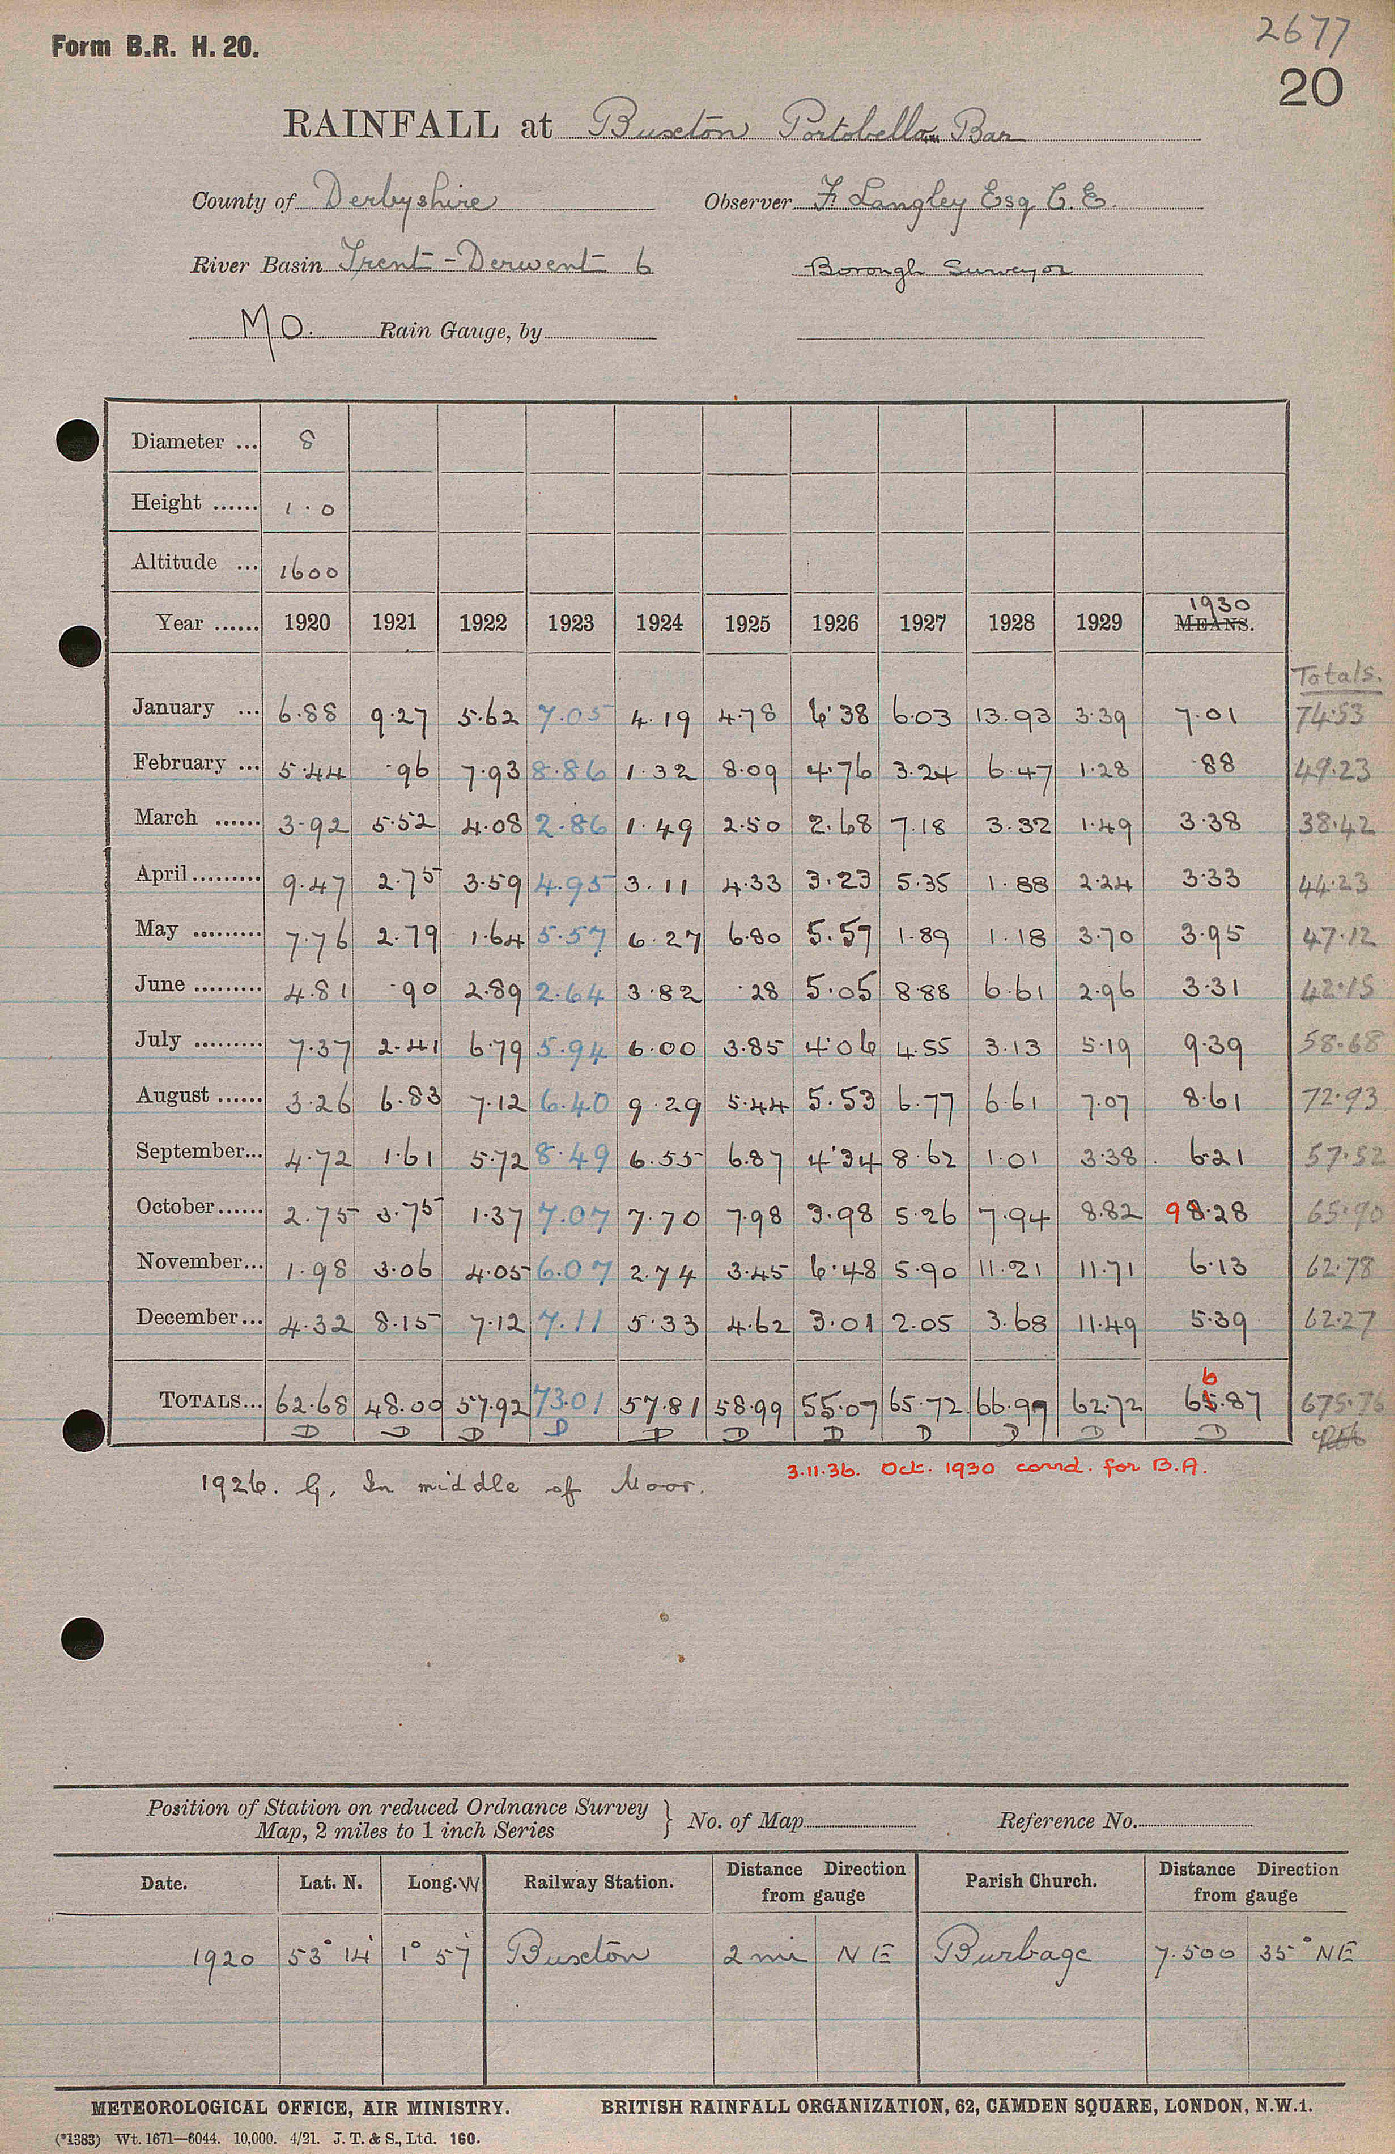 2677
Form B.R. H. 20.
20
RAINFALL at Buxton Portobello Bar
County of Derbyshire Observer F. Langley Esq C.E.
River Basin Trent - Derwent 6 Borough Surveyor
MO. Rain Gauge, by
Diameter ... 8
Height ...... 1 . 0
Altitude ... 1600
Year ...... 1920 1921 1922 1923 1924 1925 1926 1927 1928 1929 1930 MEANS.
Totals.
January ... 6.88 9.27 5.62 7.05 4.19 4.78 6.38 6.03 13.93 3.39 7.01 74.53
February ... 5.44 .96 7.93 8.86 1.32 8.09 4.76 3.24 6.47 1.28 .88 49.23
March ...... 3.92 5.52 4.08 2.86 1.49 2.50 2.68 7.18 3.32 1.49 3.38 38.42
April ......... 9.47 2.75 3.59 4.95 3.11 4.33 3.23 5.35 1.88 2.24 3.33 44.23
May ......... 7.76 2.79 1.64 5.57 6.27 6.80 5.57 1.89 1.18 3.70 3.95 47.12
June ......... 4.81 .90 2.89 2.64 3.82 .28 5.05 8.88 6.61 2.96 3.31 42.15
July ......... 7.37 2.41 6.79 5.94 6.00 3.85 4.06 4.55 3.13 5.19 9.39 58.68
August ...... 3.26 6.83 7.12 6.40 9.29 5.44 5.53 6.77 6.61 7.07 8.61 72.93
September... 4.72 1.61 5.72 8.49 6.55 6.87 4.34 8.62 1.01 3.38 6.21 57.52
October...... 2.75 3.75 1.37 7.07 7.70 7.98 3.98 5.26 7.94 8.82 9 8.28 65.90
November... 1.98 3.06 4.05 6.07 2.74 3.45 6.48 5.90 11.21 11.71 6.13 62.78
December... 4.32 8.15 7.12 7.11 5.33 4.62 3.01 2.05 3.68 11.49 5.39 62.27
6
TOTALS... 62.68 48.00 57.92 73.01 57.81 58.99 55.07 65.72 66.97 62.72 65.87 675.76
D D D D D D D D D D D
1926. G. In middle of Moor. 3.11.36. Oct. 1930 corrd. for B.A.
Position of Station on reduced Ordnance Survey
Map, 2 miles to 1 inch Series } No. of Map Reference No.
Date. Lat. N. Long. W Railway Station. Distance Direction from gauge Parish Church. Distance Direction from gauge
1920 53° 14' 1° 57' Buxton 2 mi NE Burbage 7.500 35° NE
METEOROLOGICAL OFFICE, AIR MINISTRY. BRITISH RAINFALL ORGANIZATION, 62, CAMDEN SQUARE, LONDON, N.W.1.
(*1383) Wt. 1671—6044. 10,000. 4/21. J. T. & S., Ltd. 160.